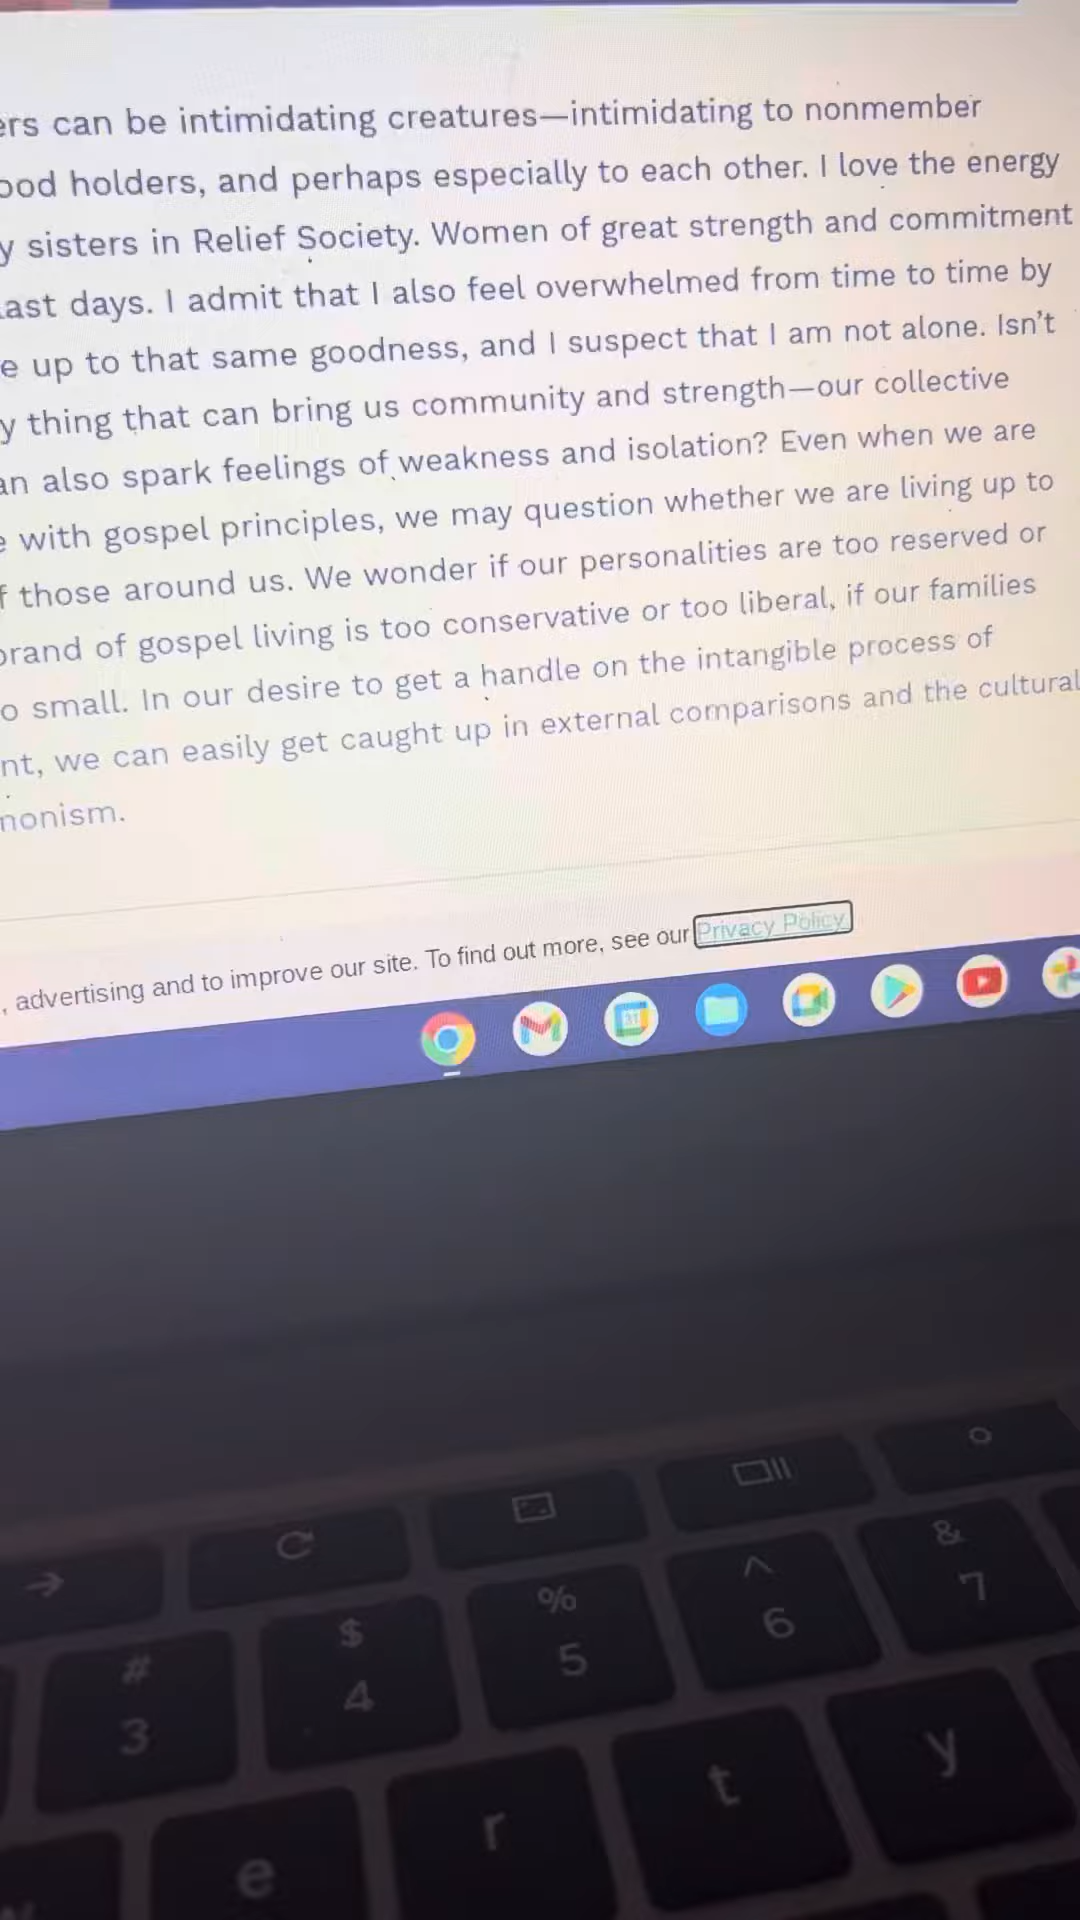 ers can be intimidating creatures—intimidating to nonmember
ood holders, and perhaps especially to each other. I love the energy
y sisters in Relief Society. Women of great strength and commitment
ast days. I admit that I also feel overwhelmed from time to time by
e up to that same goodness, and I suspect that I am not alone. Isn’t
y thing that can bring us community and strength—our collective
an also spark feelings of weakness and isolation? Even when we are
e with gospel principles, we may question whether we are living up to
f those around us. We wonder if our personalities are too reserved or
brand of gospel living is too conservative or too liberal, if our families
o small. In our desire to get a handle on the intangible process of
nt, we can easily get caught up in external comparisons and the cultural
monism.
, advertising and to improve our site. To find out more, see our Privacy Policy.
31
& 7
^ 6
% 5
$ 4
# 3
y
t
r
e